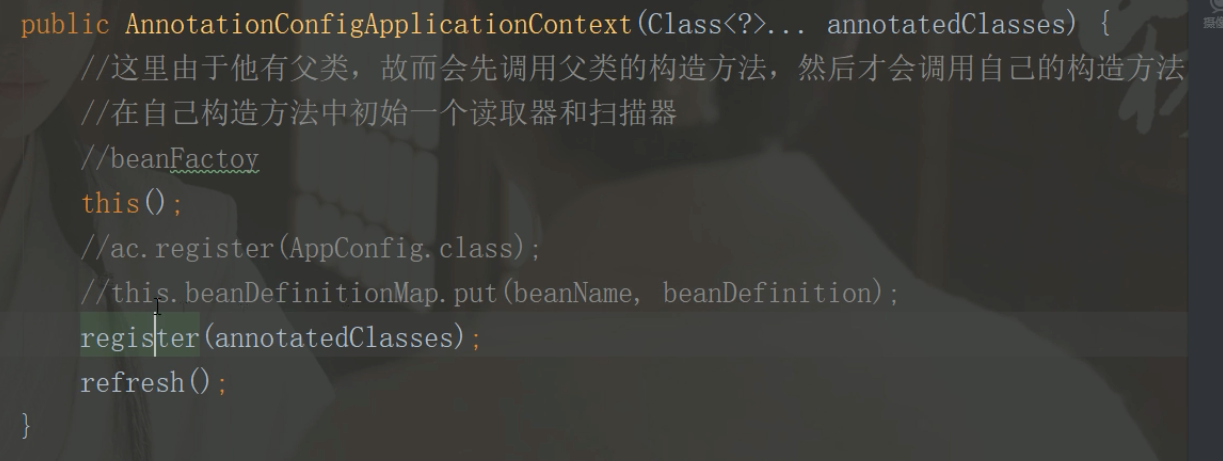 public AnnotationConfigApplicationContext(Class<?>... annotatedClasses) {
//这里由于他有父类，故而会先调用父类的构造方法，然后才会调用自己的构造方法
//在自己构造方法中初始一个读取器和扫描器
//beanFactoy
this();
//ac.register(AppConfig.class);
//this.beanDefinitionMap.put(beanName, beanDefinition);
register(annotatedClasses);
refresh();
}